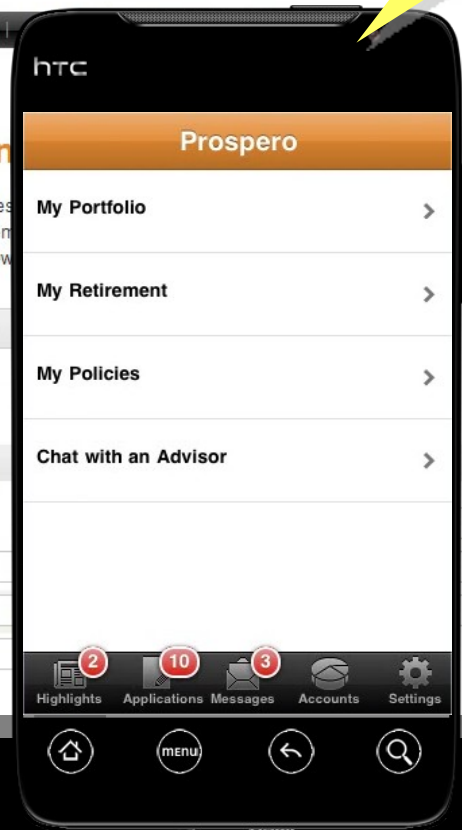 htc
Prospero
My Portfolio
My Retirement
My Policies
Chat with an Advisor
2
10
3
Highlights Applications Messages Accounts Settings
MENU